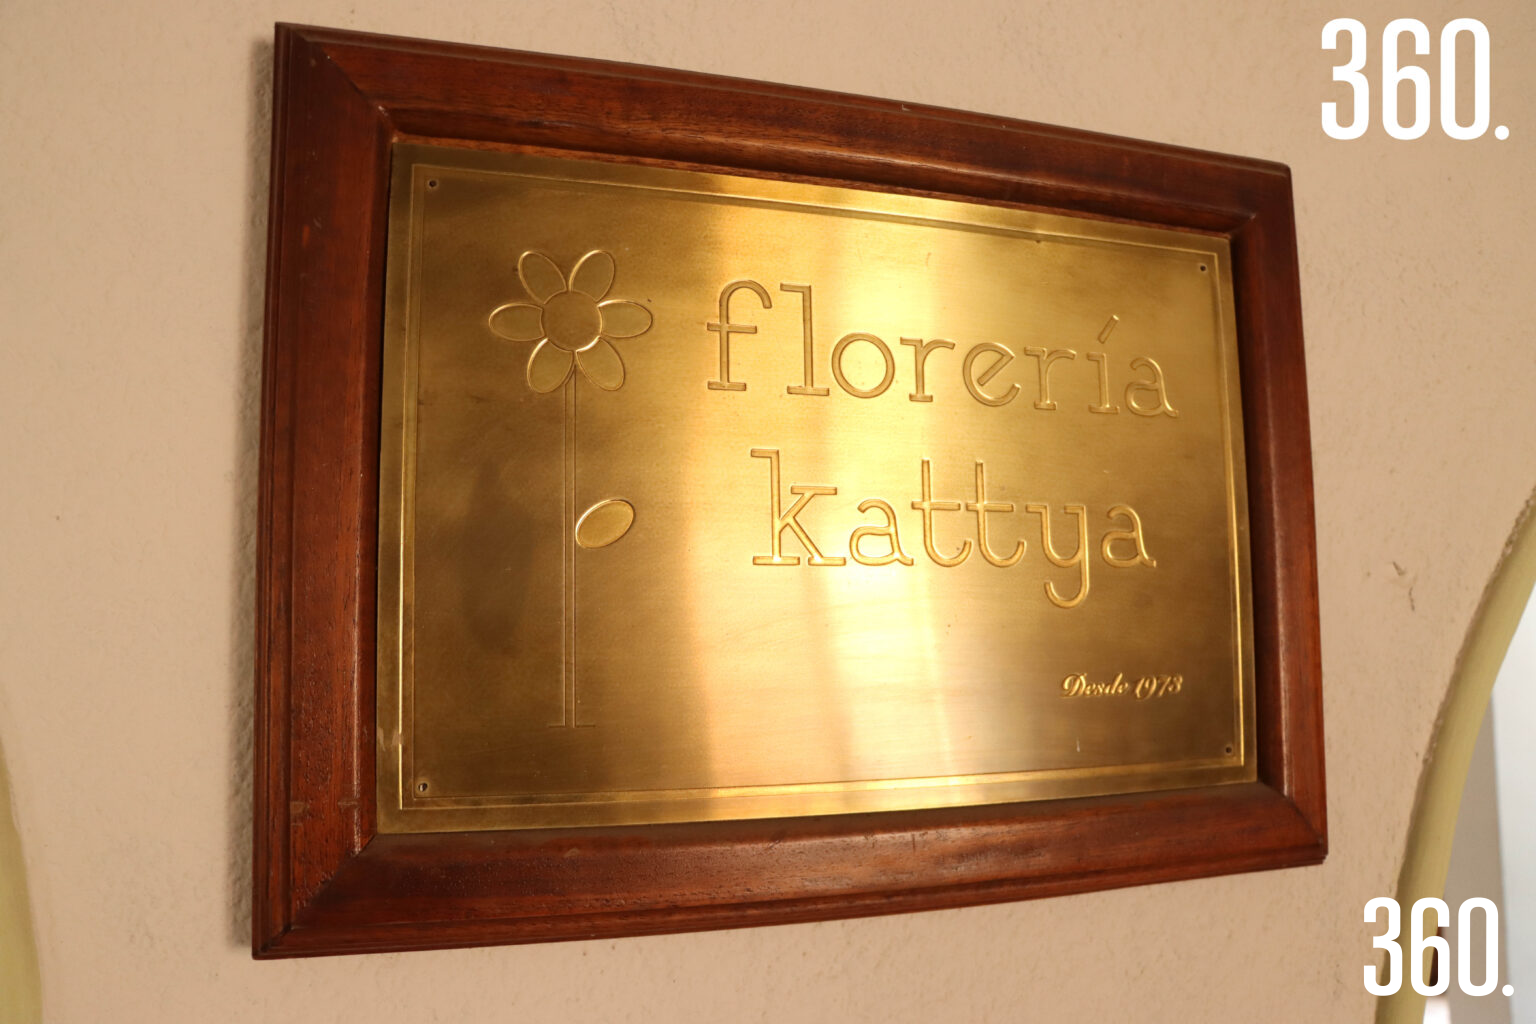 360.
florería
kattya
Desde 1973
360.